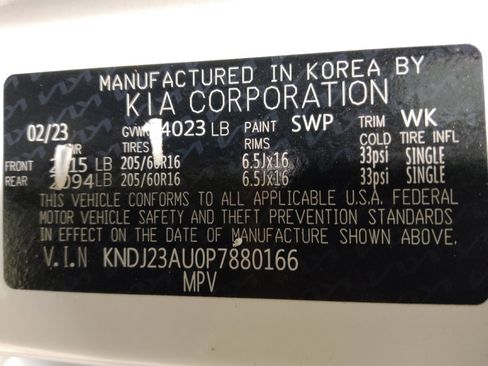 MANUFACTURED IN KOREA BY
KIA CORPORATION
02/23 GVWR 4023 LB PAINT SWP TRIM WK
TIRES RIMS COLD TIRE INFL
FRONT LB 205/60R16 6.5Jx16 33psi SINGLE
REAR 2094LB 205/60R16 6.5Jx16 33psi SINGLE
THIS VEHICLE CONFORMS TO ALL APPLICABLE U.S.A. FEDERAL
MOTOR VEHICLE SAFETY AND THEFT PREVENTION STANDARDS
IN EFFECT ON THE DATE OF MANUFACTURE SHOWN ABOVE.
V.I.N KNDJ23AU0P7880166
MPV